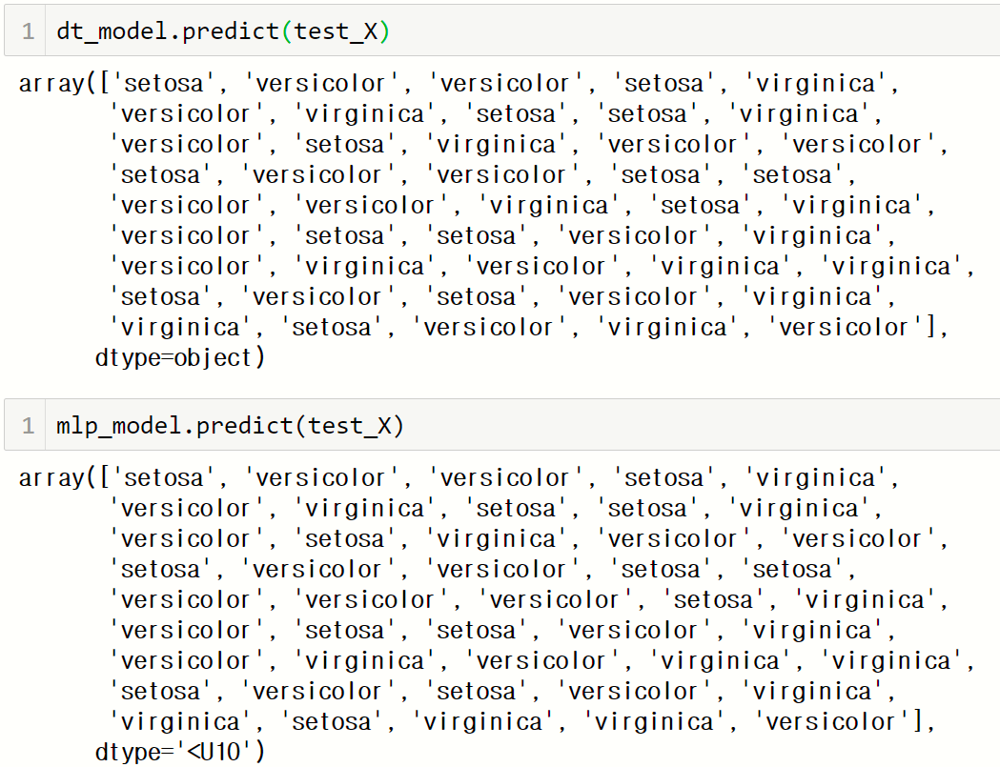 1 dt_model.predict(test_X)
array(['setosa', 'versicolor', 'versicolor', 'setosa', 'virginica',
'versicolor', 'virginica', 'setosa', 'setosa', 'virginica',
'versicolor', 'setosa', 'virginica', 'versicolor', 'versicolor',
'setosa', 'versicolor', 'versicolor', 'setosa', 'setosa',
'versicolor', 'versicolor', 'virginica', 'setosa', 'virginica',
'versicolor', 'setosa', 'setosa', 'versicolor', 'virginica',
'versicolor', 'virginica', 'versicolor', 'virginica', 'virginica',
'setosa', 'versicolor', 'setosa', 'versicolor', 'virginica',
'virginica', 'setosa', 'versicolor', 'virginica', 'versicolor'],
dtype=object)
1 mlp_model.predict(test_X)
array(['setosa', 'versicolor', 'versicolor', 'setosa', 'virginica',
'versicolor', 'virginica', 'setosa', 'setosa', 'virginica',
'versicolor', 'setosa', 'virginica', 'versicolor', 'versicolor',
'setosa', 'versicolor', 'versicolor', 'setosa', 'setosa',
'versicolor', 'versicolor', 'versicolor', 'setosa', 'virginica',
'versicolor', 'setosa', 'setosa', 'versicolor', 'virginica',
'versicolor', 'virginica', 'versicolor', 'virginica', 'virginica',
'setosa', 'versicolor', 'setosa', 'versicolor', 'virginica',
'virginica', 'setosa', 'virginica', 'virginica', 'versicolor'],
dtype='<U10')